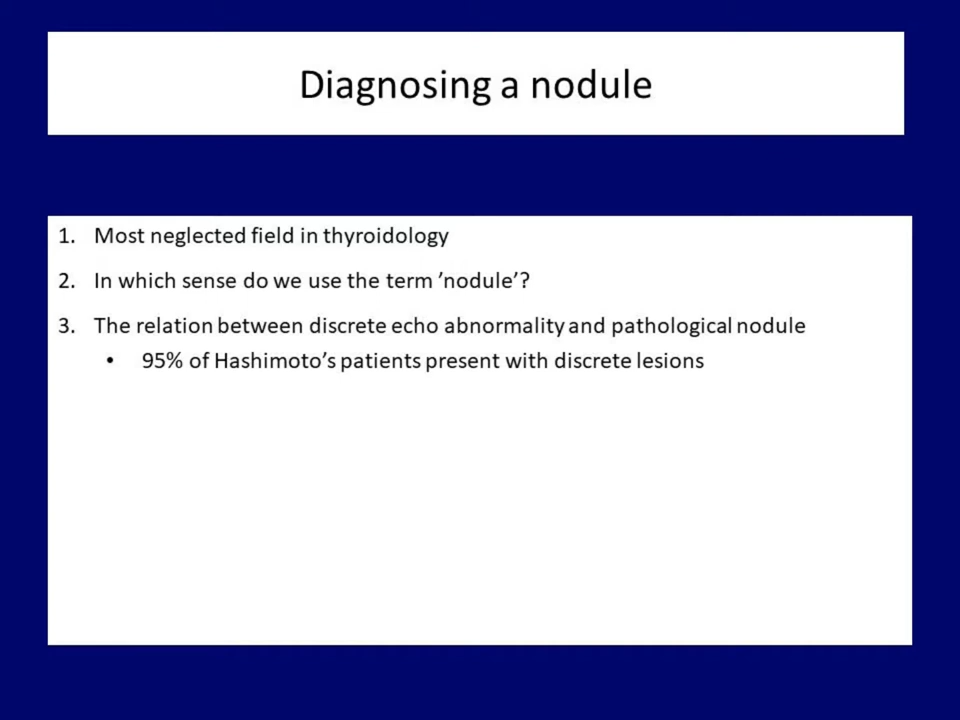 Diagnosing a nodule
1. Most neglected field in thyroidology
2. In which sense do we use the term ’nodule’?
3. The relation between discrete echo abnormality and pathological nodule
• 95% of Hashimoto’s patients present with discrete lesions